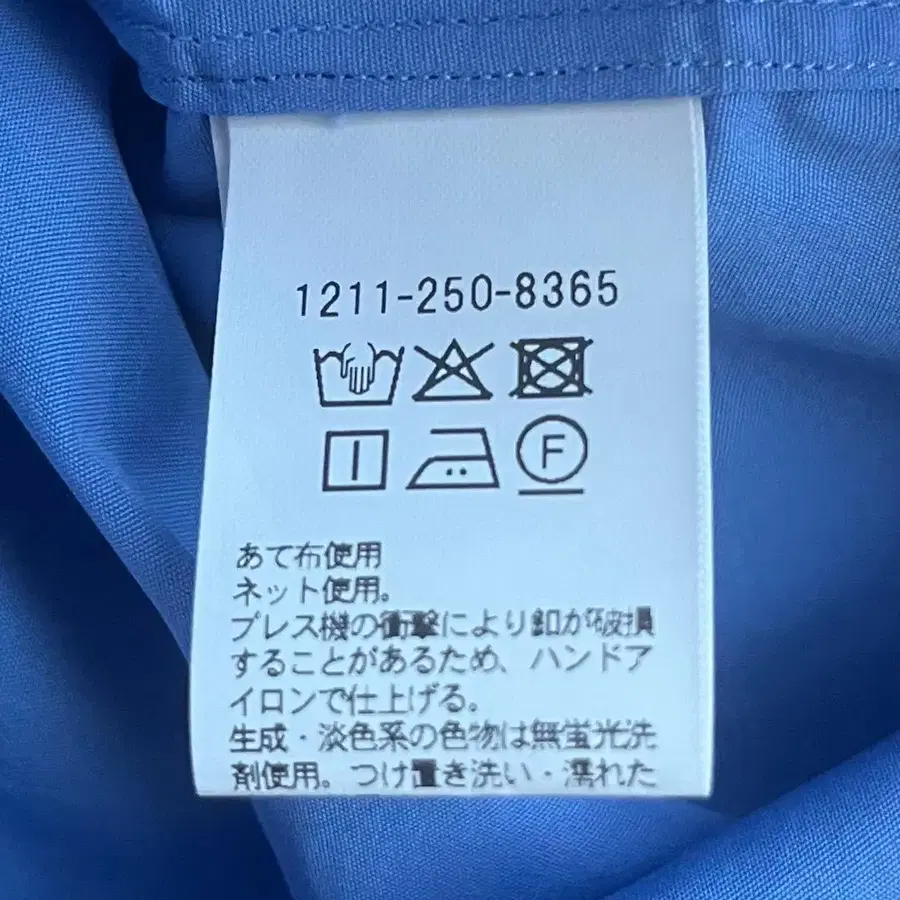 1211-250-8365
F
あて布使用
ネット使用。
プレス機の衝撃により釦が破損
することがあるため、ハンドア
イロンで仕上げる。
生成・淡色系の色物は無蛍光洗
剤使用。つけ置き洗い・濡れた